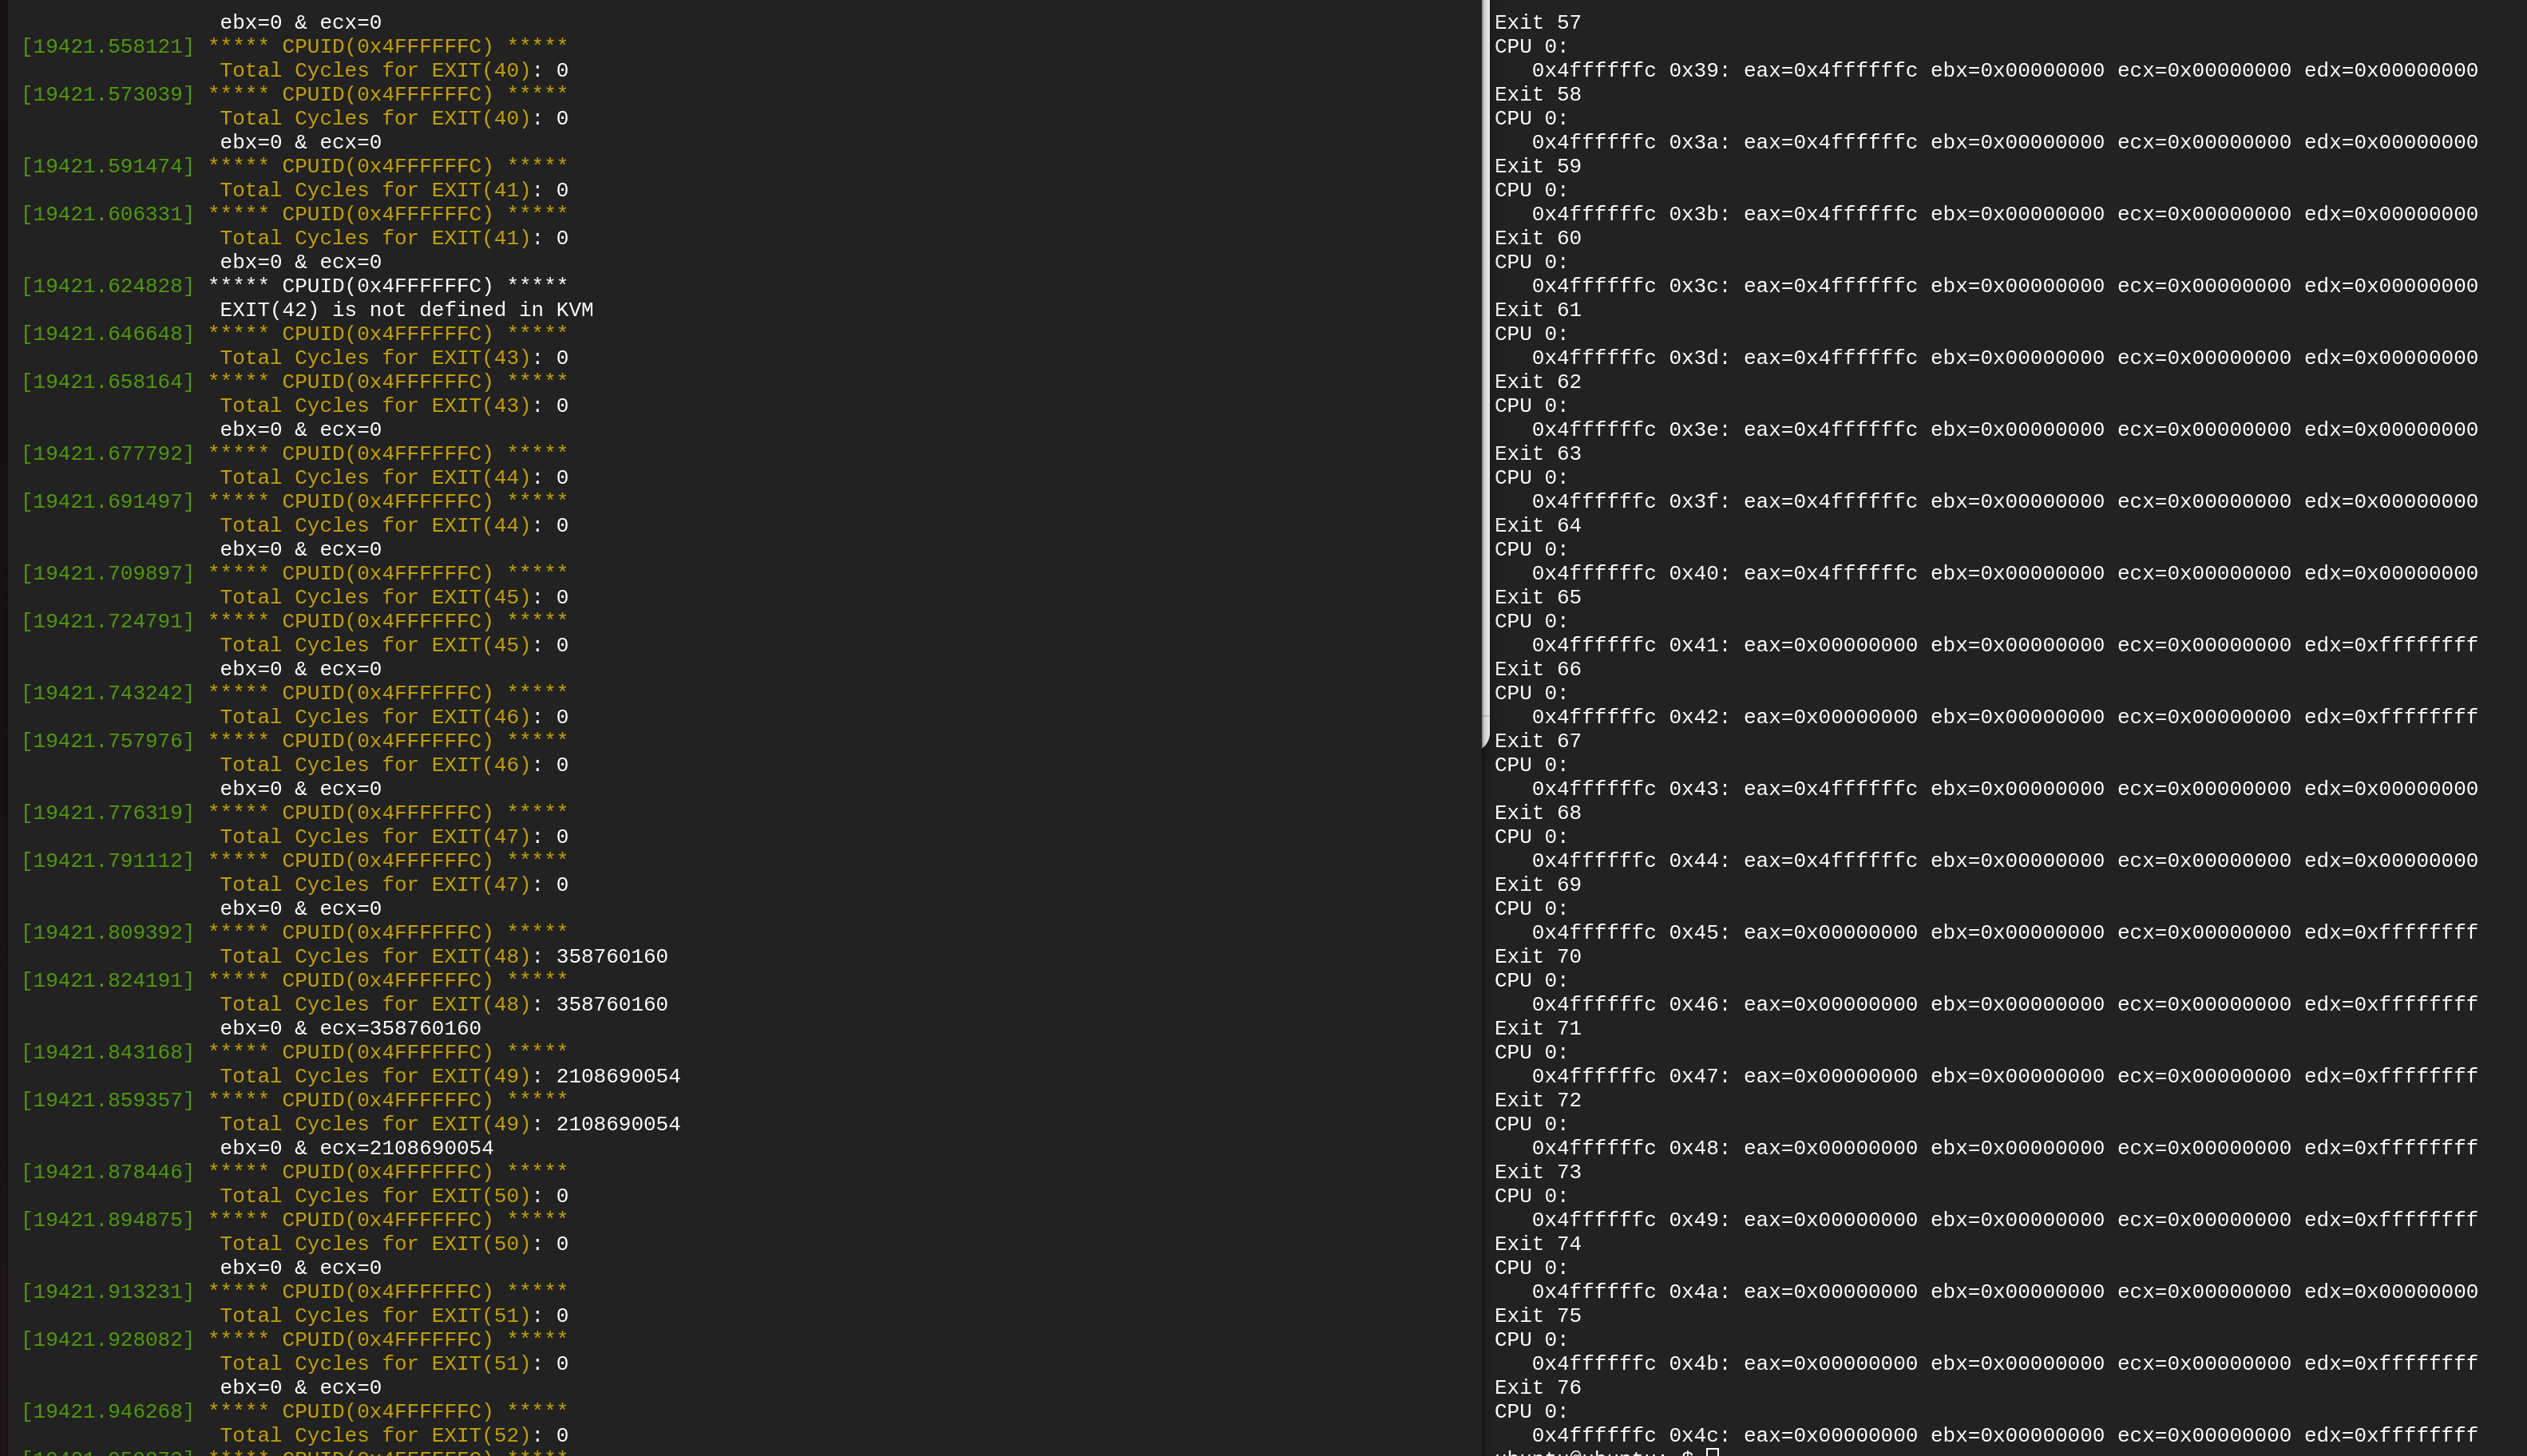 ebx=0 & ecx=0
[19421.558121] ***** CPUID(0x4FFFFFFC) *****
Total Cycles for EXIT(40): 0
[19421.573039] ***** CPUID(0x4FFFFFFC) *****
Total Cycles for EXIT(40): 0
ebx=0 & ecx=0
[19421.591474] ***** CPUID(0x4FFFFFFC) *****
Total Cycles for EXIT(41): 0
[19421.606331] ***** CPUID(0x4FFFFFFC) *****
Total Cycles for EXIT(41): 0
ebx=0 & ecx=0
[19421.624828] ***** CPUID(0x4FFFFFFC) *****
EXIT(42) is not defined in KVM
[19421.646648] ***** CPUID(0x4FFFFFFC) *****
Total Cycles for EXIT(43): 0
[19421.658164] ***** CPUID(0x4FFFFFFC) *****
Total Cycles for EXIT(43): 0
ebx=0 & ecx=0
[19421.677792] ***** CPUID(0x4FFFFFFC) *****
Total Cycles for EXIT(44): 0
[19421.691497] ***** CPUID(0x4FFFFFFC) *****
Total Cycles for EXIT(44): 0
ebx=0 & ecx=0
[19421.709897] ***** CPUID(0x4FFFFFFC) *****
Total Cycles for EXIT(45): 0
[19421.724791] ***** CPUID(0x4FFFFFFC) *****
Total Cycles for EXIT(45): 0
ebx=0 & ecx=0
[19421.743242] ***** CPUID(0x4FFFFFFC) *****
Total Cycles for EXIT(46): 0
[19421.757976] ***** CPUID(0x4FFFFFFC) *****
Total Cycles for EXIT(46): 0
ebx=0 & ecx=0
[19421.776319] ***** CPUID(0x4FFFFFFC) *****
Total Cycles for EXIT(47): 0
[19421.791112] ***** CPUID(0x4FFFFFFC) *****
Total Cycles for EXIT(47): 0
ebx=0 & ecx=0
[19421.809392] ***** CPUID(0x4FFFFFFC) *****
Total Cycles for EXIT(48): 358760160
[19421.824191] ***** CPUID(0x4FFFFFFC) *****
Total Cycles for EXIT(48): 358760160
ebx=0 & ecx=358760160
[19421.843168] ***** CPUID(0x4FFFFFFC) *****
Total Cycles for EXIT(49): 2108690054
[19421.859357] ***** CPUID(0x4FFFFFFC) *****
Total Cycles for EXIT(49): 2108690054
ebx=0 & ecx=2108690054
[19421.878446] ***** CPUID(0x4FFFFFFC) *****
Total Cycles for EXIT(50): 0
[19421.894875] ***** CPUID(0x4FFFFFFC) *****
Total Cycles for EXIT(50): 0
ebx=0 & ecx=0
[19421.913231] ***** CPUID(0x4FFFFFFC) *****
Total Cycles for EXIT(51): 0
[19421.928082] ***** CPUID(0x4FFFFFFC) *****
Total Cycles for EXIT(51): 0
ebx=0 & ecx=0
[19421.946268] ***** CPUID(0x4FFFFFFC) *****
Total Cycles for EXIT(52): 0
Exit 57
CPU 0:
0x4ffffffc 0x39: eax=0x4ffffffc ebx=0x00000000 ecx=0x00000000 edx=0x00000000
Exit 58
CPU 0:
0x4ffffffc 0x3a: eax=0x4ffffffc ebx=0x00000000 ecx=0x00000000 edx=0x00000000
Exit 59
CPU 0:
0x4ffffffc 0x3b: eax=0x4ffffffc ebx=0x00000000 ecx=0x00000000 edx=0x00000000
Exit 60
CPU 0:
0x4ffffffc 0x3c: eax=0x4ffffffc ebx=0x00000000 ecx=0x00000000 edx=0x00000000
Exit 61
CPU 0:
0x4ffffffc 0x3d: eax=0x4ffffffc ebx=0x00000000 ecx=0x00000000 edx=0x00000000
Exit 62
CPU 0:
0x4ffffffc 0x3e: eax=0x4ffffffc ebx=0x00000000 ecx=0x00000000 edx=0x00000000
Exit 63
CPU 0:
0x4ffffffc 0x3f: eax=0x4ffffffc ebx=0x00000000 ecx=0x00000000 edx=0x00000000
Exit 64
CPU 0:
0x4ffffffc 0x40: eax=0x4ffffffc ebx=0x00000000 ecx=0x00000000 edx=0x00000000
Exit 65
CPU 0:
0x4ffffffc 0x41: eax=0x00000000 ebx=0x00000000 ecx=0x00000000 edx=0xffffffff
Exit 66
CPU 0:
0x4ffffffc 0x42: eax=0x00000000 ebx=0x00000000 ecx=0x00000000 edx=0xffffffff
Exit 67
CPU 0:
0x4ffffffc 0x43: eax=0x4ffffffc ebx=0x00000000 ecx=0x00000000 edx=0x00000000
Exit 68
CPU 0:
0x4ffffffc 0x44: eax=0x4ffffffc ebx=0x00000000 ecx=0x00000000 edx=0x00000000
Exit 69
CPU 0:
0x4ffffffc 0x45: eax=0x00000000 ebx=0x00000000 ecx=0x00000000 edx=0xffffffff
Exit 70
CPU 0:
0x4ffffffc 0x46: eax=0x00000000 ebx=0x00000000 ecx=0x00000000 edx=0xffffffff
Exit 71
CPU 0:
0x4ffffffc 0x47: eax=0x00000000 ebx=0x00000000 ecx=0x00000000 edx=0xffffffff
Exit 72
CPU 0:
0x4ffffffc 0x48: eax=0x00000000 ebx=0x00000000 ecx=0x00000000 edx=0xffffffff
Exit 73
CPU 0:
0x4ffffffc 0x49: eax=0x00000000 ebx=0x00000000 ecx=0x00000000 edx=0xffffffff
Exit 74
CPU 0:
0x4ffffffc 0x4a: eax=0x00000000 ebx=0x00000000 ecx=0x00000000 edx=0x00000000
Exit 75
CPU 0:
0x4ffffffc 0x4b: eax=0x00000000 ebx=0x00000000 ecx=0x00000000 edx=0xffffffff
Exit 76
CPU 0:
0x4ffffffc 0x4c: eax=0x00000000 ebx=0x00000000 ecx=0x00000000 edx=0xffffffff